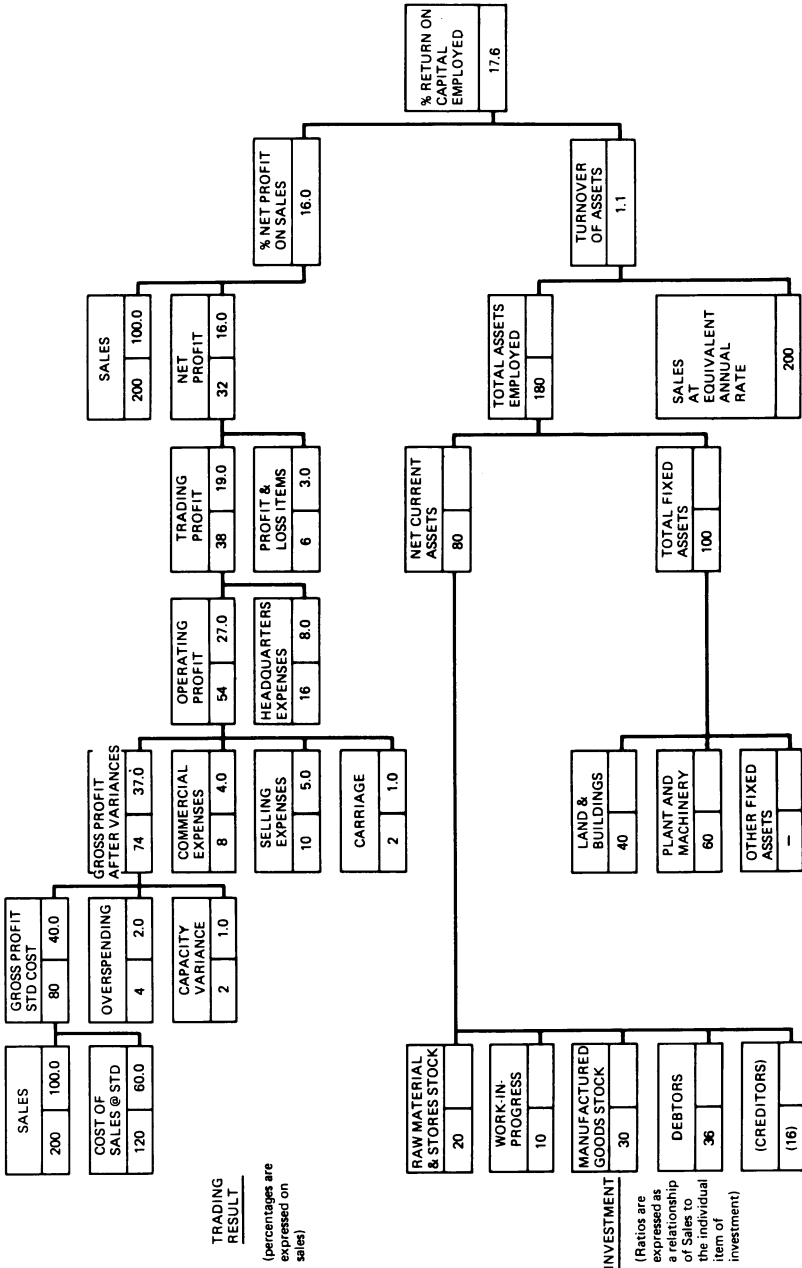 TRADING
RESULT
(percentages are
expressed on
sales)
SALES
200 100.0
COST OF
SALES @ STD
120 60.0
GROSS PROFIT
STD COST
80 40.0
OVERSPENDING
4 2.0
CAPACITY
VARIANCE
2 1.0
GROSS PROFIT
AFTER VARIANCES
74 37.0
COMMERCIAL
EXPENSES
8 4.0
SELLING
EXPENSES
10 5.0
CARRIAGE
2 1.0
OPERATING
PROFIT
54 27.0
HEADQUARTERS
EXPENSES
16 8.0
TRADING
PROFIT
38 19.0
PROFIT &
LOSS ITEMS
6 3.0
SALES
200 100.0
NET
PROFIT
32 16.0
% NET PROFIT
ON SALES
16.0
% RETURN ON
CAPITAL
EMPLOYED
17.6
INVESTMENT
(Ratios are
expressed as
a relationship
of Sales to
the individual
item of
investment)
RAW MATERIAL
& STORES STOCK
20
WORK-IN-
PROGRESS
10
MANUFACTURED
GOODS STOCK
30
DEBTORS
36
(CREDITORS)
(16)
LAND &
BUILDINGS
40
PLANT AND
MACHINERY
60
OTHER FIXED
ASSETS
–
NET CURRENT
ASSETS
80
TOTAL FIXED
ASSETS
100
TOTAL ASSETS
EMPLOYED
180
SALES
AT
EQUIVALENT
ANNUAL
RATE
200
TURNOVER
OF ASSETS
1.1